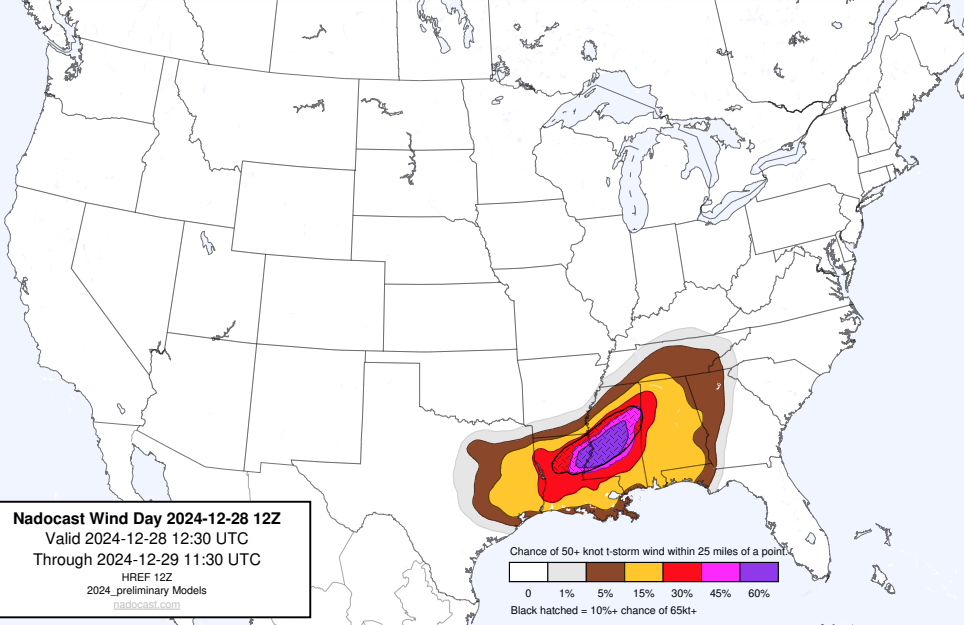 Nadocast Wind Day 2024-12-28 12Z
Valid 2024-12-28 12:30 UTC
Through 2024-12-29 11:30 UTC
HREF 12Z
2024_preliminary Models
nadocast.com
Chance of 50+ knot t-storm wind within 25 miles of a point.
0 1% 5% 15% 30% 45% 60%
Black hatched = 10%+ chance of 65kt+